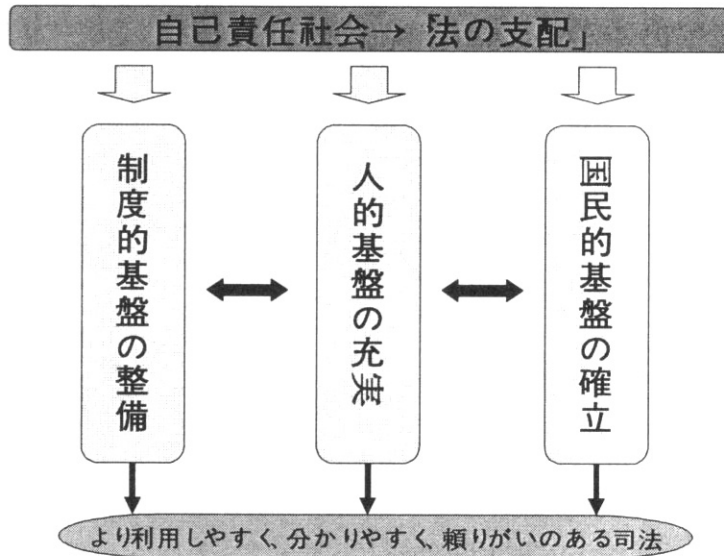 自己責任社会→「法の支配」
制度的基盤の整備
人的基盤の充実
国民的基盤の確立
より利用しやすく、分かりやすく、頼りがいのある司法